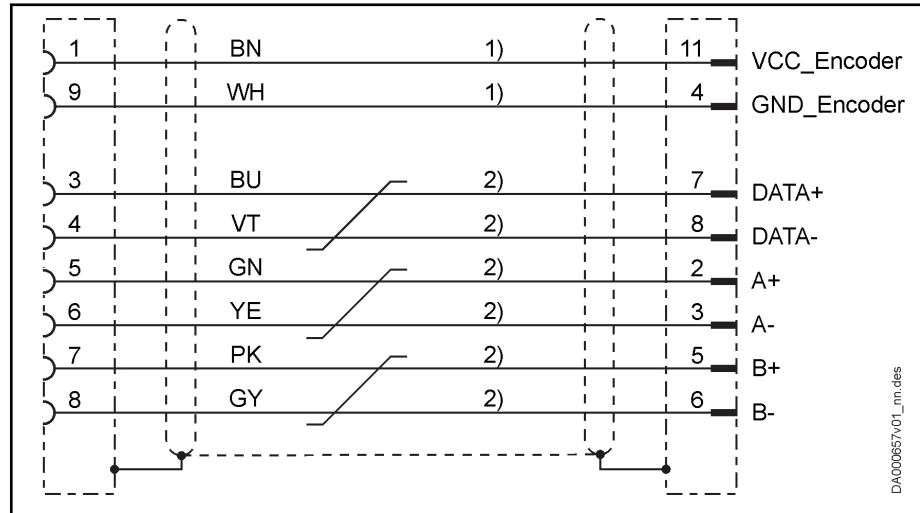 1 BN 1) 11 VCC_Encoder
9 WH 1) 4 GND_Encoder
3 BU 2) 7 DATA+
4 VT 2) 8 DATA-
5 GN 2) 2 A+
6 YE 2) 3 A-
7 PK 2) 5 B+
8 GY 2) 6 B-
DA000657v01_nn.des